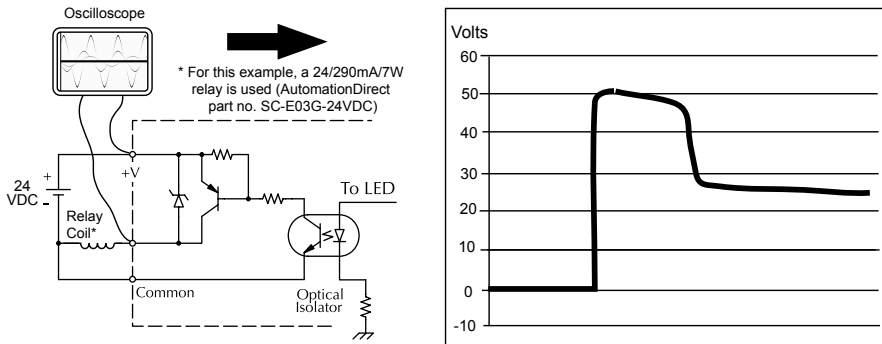 Oscilloscope
* For this example, a 24/290mA/7W
relay is used (AutomationDirect
part no. SC-E03G-24VDC)
+
+V
24
VDC
-
To LED
Relay
Coil*
Common
Optical
Isolator
Volts
60
50
40
30
20
10
0
-10